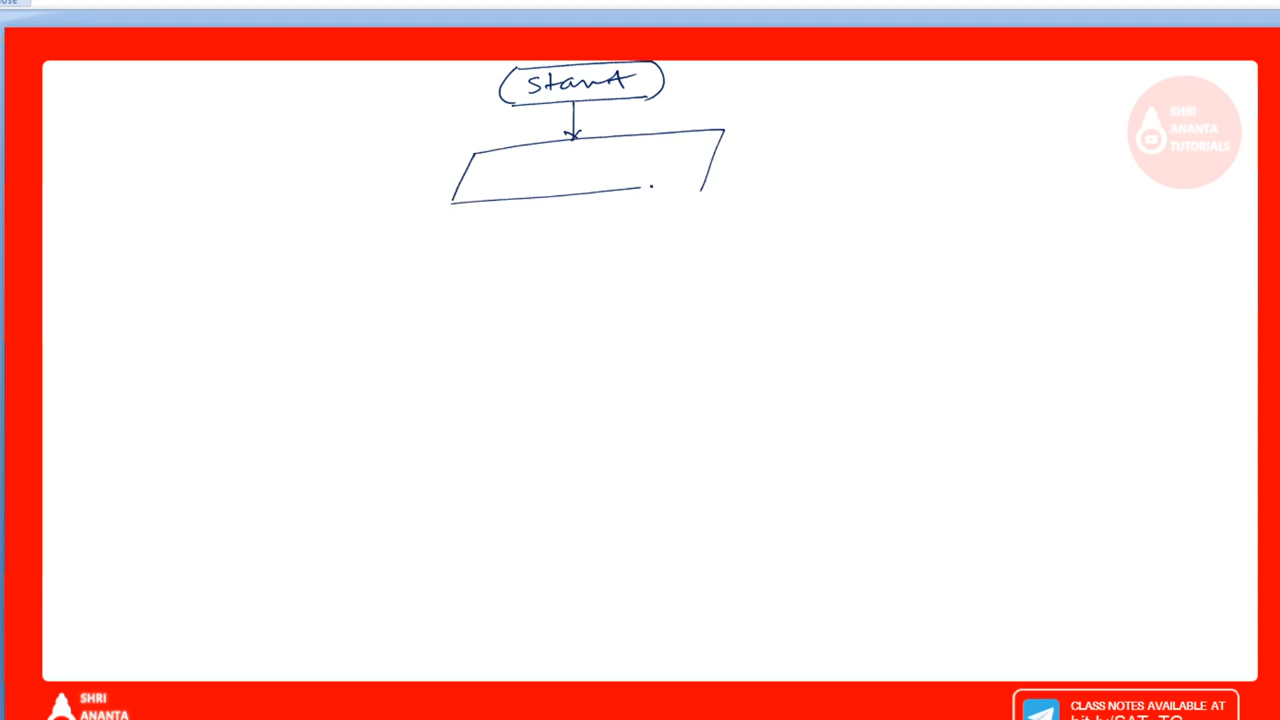 Start
SHRI
ANANTA
TUTORIALS
SHRI
ANANTA
CLASS NOTES AVAILABLE AT